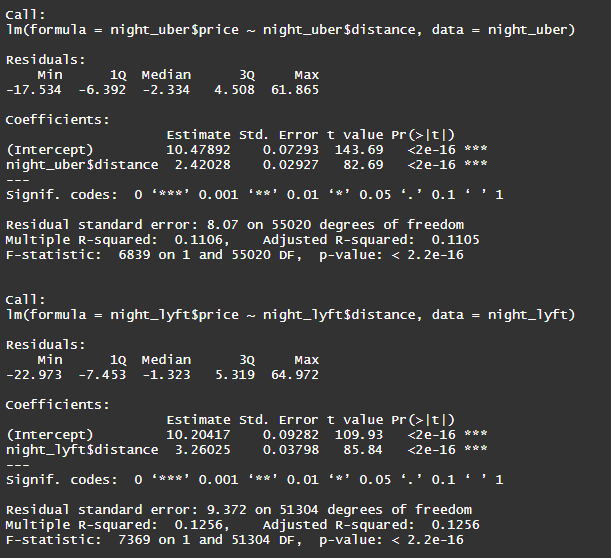 Call:
lm(formula = night_uber$price ~ night_uber$distance, data = night_uber)
Residuals:
Min 1Q Median 3Q Max
-17.534 -6.392 -2.334 4.508 61.865
Coefficients:
Estimate Std. Error t value Pr(>|t|)
(Intercept) 10.47892 0.07293 143.69 <2e-16 ***
night_uber$distance 2.42028 0.02927 82.69 <2e-16 ***
---
Signif. codes: 0 ‘***’ 0.001 ‘**’ 0.01 ‘*’ 0.05 ‘.’ 0.1 ‘ ’ 1
Residual standard error: 8.07 on 55020 degrees of freedom
Multiple R-squared: 0.1106, Adjusted R-squared: 0.1105
F-statistic: 6839 on 1 and 55020 DF, p-value: < 2.2e-16
Call:
lm(formula = night_lyft$price ~ night_lyft$distance, data = night_lyft)
Residuals:
Min 1Q Median 3Q Max
-22.973 -7.453 -1.323 5.319 64.972
Coefficients:
Estimate Std. Error t value Pr(>|t|)
(Intercept) 10.20417 0.09282 109.93 <2e-16 ***
night_lyft$distance 3.26025 0.03798 85.84 <2e-16 ***
---
Signif. codes: 0 ‘***’ 0.001 ‘**’ 0.01 ‘*’ 0.05 ‘.’ 0.1 ‘ ’ 1
Residual standard error: 9.372 on 51304 degrees of freedom
Multiple R-squared: 0.1256, Adjusted R-squared: 0.1256
F-statistic: 7369 on 1 and 51304 DF, p-value: < 2.2e-16